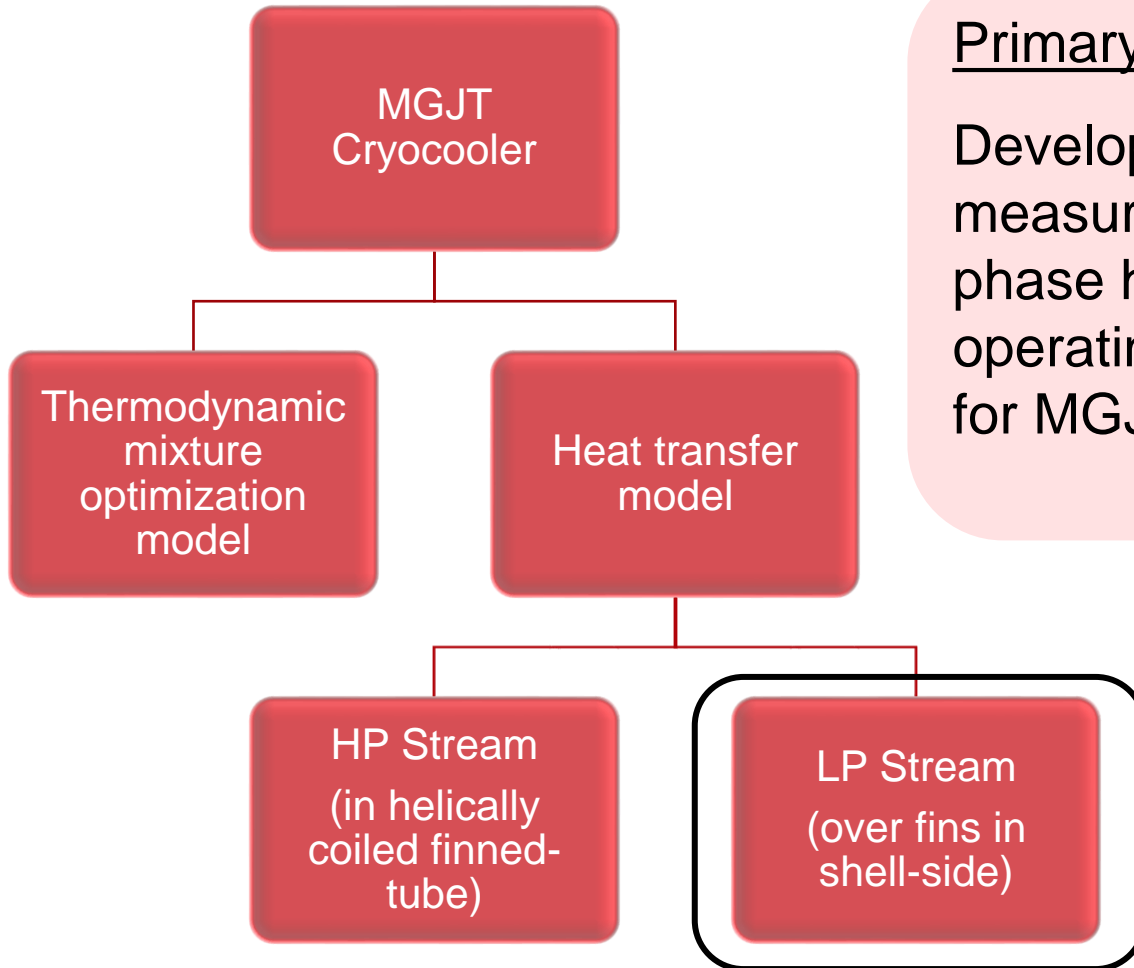 MGJT
Cryocooler
Primary
Develop
measur
phase h
operatin
for MGJ
Thermodynamic
mixture
optimization
model
Heat transfer
model
HP Stream
(in helically
coiled finned-
tube)
LP Stream
(over fins in
shell-side)